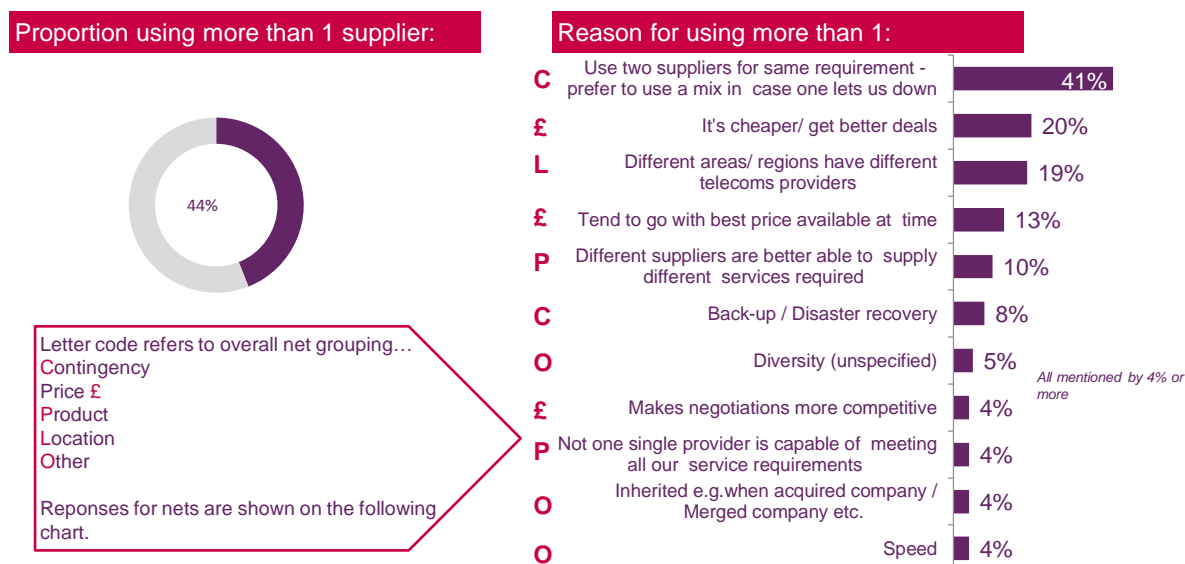 Proportion using more than 1 supplier:
44%
Letter code refers to overall net grouping…
Contingency
Price £
Product
Location
Other
Reponses for nets are shown on the following
chart.
Reason for using more than 1:
C
Use two suppliers for same requirement -
prefer to use a mix in case one lets us down
41%
£
It's cheaper/ get better deals
20%
L
Different areas/ regions have different
telecoms providers
19%
£
Tend to go with best price available at time
13%
P
Different suppliers are better able to supply
different services required
10%
C
Back-up / Disaster recovery
8%
O
Diversity (unspecified)
5%
All mentioned by 4% or
more
£
Makes negotiations more competitive
4%
P
Not one single provider is capable of meeting
all our service requirements
4%
O
Inherited e.g.when acquired company /
Merged company etc.
4%
O
Speed
4%